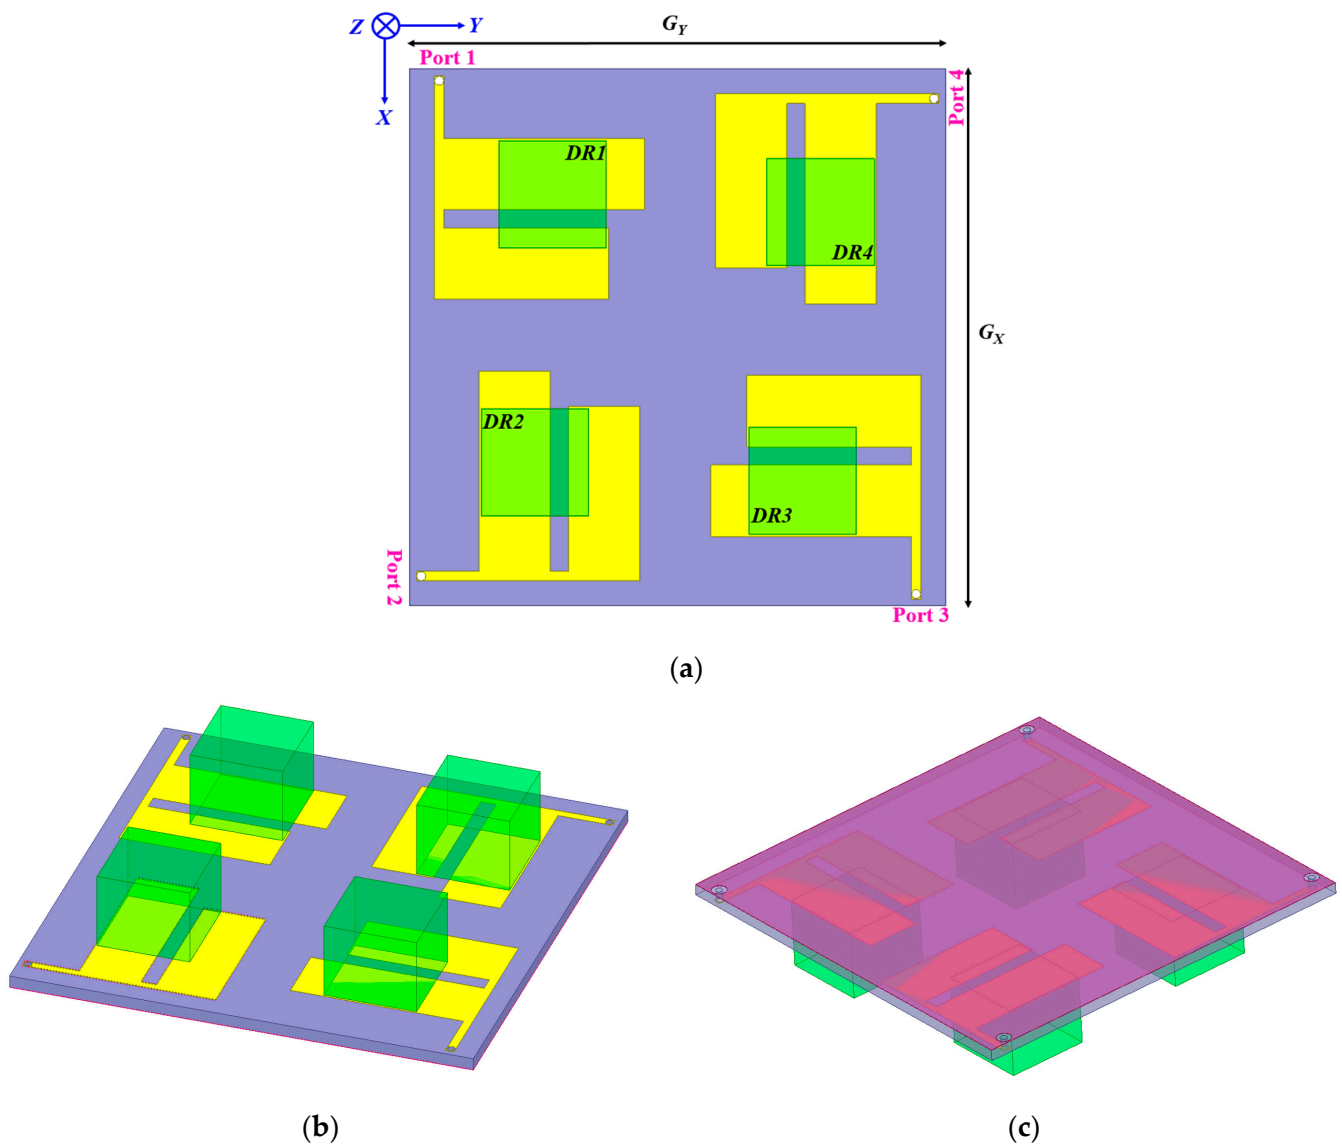 Z
Y
X
G_Y
Port 1
Port 4
DR1
DR4
G_X
DR2
DR3
Port 2
Port 3
(a)
(b)
(c)